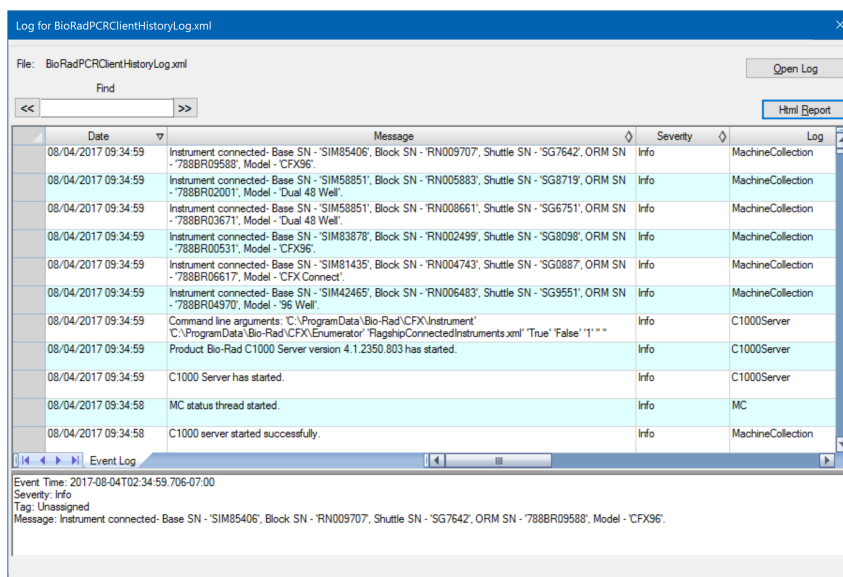 Log for BioRadPCRClientHistoryLog.xml
File: BioRadPCRClientHistoryLog.xml
Open Log
Find
<< >>
Html Report
Date Message Severity Log
08/04/2017 09:34:59 Instrument connected- Base SN - 'SIM85406', Block SN - 'RN009707', Shuttle SN - 'SG7642', ORM SN Info MachineCollection
- '788BR09588', Model - 'CFX96'.
08/04/2017 09:34:59 Instrument connected- Base SN - 'SIM58851', Block SN - 'RN005883', Shuttle SN - 'SG8719', ORM SN Info MachineCollection
- '788BR02001', Model - 'Dual 48 Well'.
08/04/2017 09:34:59 Instrument connected- Base SN - 'SIM58851', Block SN - 'RN008661', Shuttle SN - 'SG6751', ORM SN Info MachineCollection
- '788BR03671', Model - 'Dual 48 Well'.
08/04/2017 09:34:59 Instrument connected- Base SN - 'SIM83878', Block SN - 'RN002499', Shuttle SN - 'SG8098', ORM SN Info MachineCollection
- '788BR00531', Model - 'CFX96'.
08/04/2017 09:34:59 Instrument connected- Base SN - 'SIM81435', Block SN - 'RN004743', Shuttle SN - 'SG0887', ORM SN Info MachineCollection
- '788BR06617', Model - 'CFX Connect'.
08/04/2017 09:34:59 Instrument connected- Base SN - 'SIM42465', Block SN - 'RN006483', Shuttle SN - 'SG9551', ORM SN Info MachineCollection
- '788BR04970', Model - '96 Well'.
08/04/2017 09:34:59 Command line arguments: 'C:\ProgramData\Bio-Rad\CFX\Instrument' Info C1000Server
'C:\ProgramData\Bio-Rad\CFX\Enumerator' 'FlagshipConnectedInstruments.xml' 'True' 'False' '1' '' ''
08/04/2017 09:34:59 Product Bio-Rad C1000 Server version 4.1.2350.803 has started. Info C1000Server
08/04/2017 09:34:59 C1000 Server has started. Info C1000Server
08/04/2017 09:34:58 MC status thread started. Info MC
08/04/2017 09:34:58 C1000 server started successfully. Info MachineCollection
Event Log
Event Time: 2017-08-04T02:34:59.706-07:00
Severity: Info
Tag: Unassigned
Message: Instrument connected- Base SN - 'SIM85406', Block SN - 'RN009707', Shuttle SN - 'SG7642', ORM SN - '788BR09588', Model - 'CFX96'.